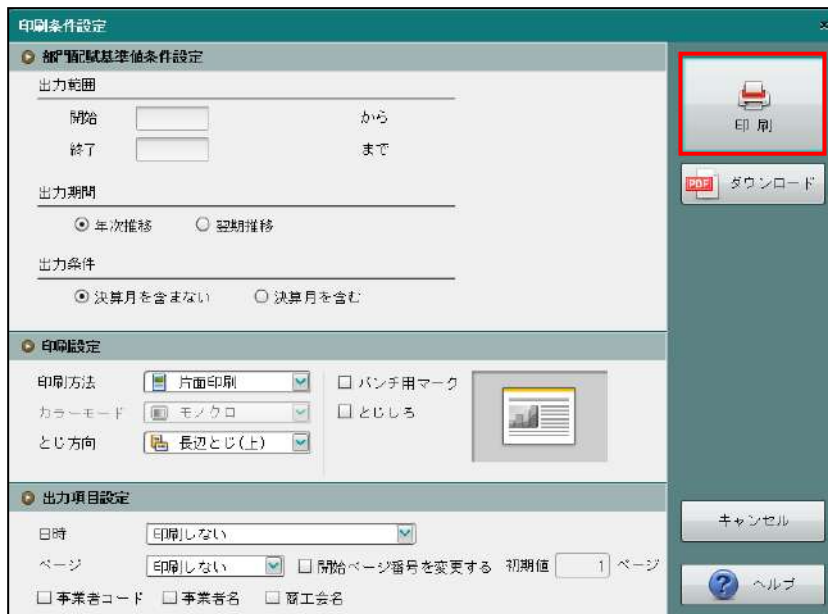 印刷条件設定
部門配賦基準値条件設定
出力範囲
開始 から
終了 まで
出力期間
年次推移 翌期推移
出力条件
決算月を含まない 決算月を含む
印刷設定
印刷方法 片面印刷 パンチ用マーク
カラーモード モノクロ とじしろ
とじ方向 長辺とじ(上)
出力項目設定
日時 印刷しない
ページ 印刷しない 開始ページ番号を変更する 初期値 1 ページ
事業者コード 事業者名 商工会名
印 刷
PDF ダウンロード
キャンセル
? ヘルプ